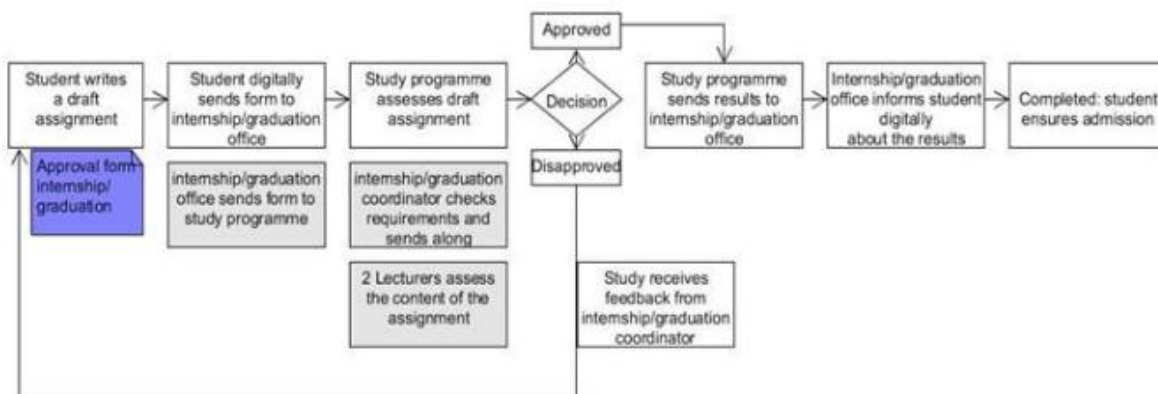 Student writes
a draft
assignment
Approval form
internship/
graduation
Student digitally
sends form to
internship/graduation
office
internship/graduation
office sends form to
study programme
Study programme
assesses draft
assignment
internship/graduation
coordinator checks
requirements and
sends along
2 Lecturers assess
the content of the
assignment
Approved
Decision
Disapproved
Study receives
feedback from
internship/graduation
coordinator
Study programme
sends results to
internship/graduation
office
Internship/graduation
office informs student
digitally
about the results
Completed: student
ensures admission